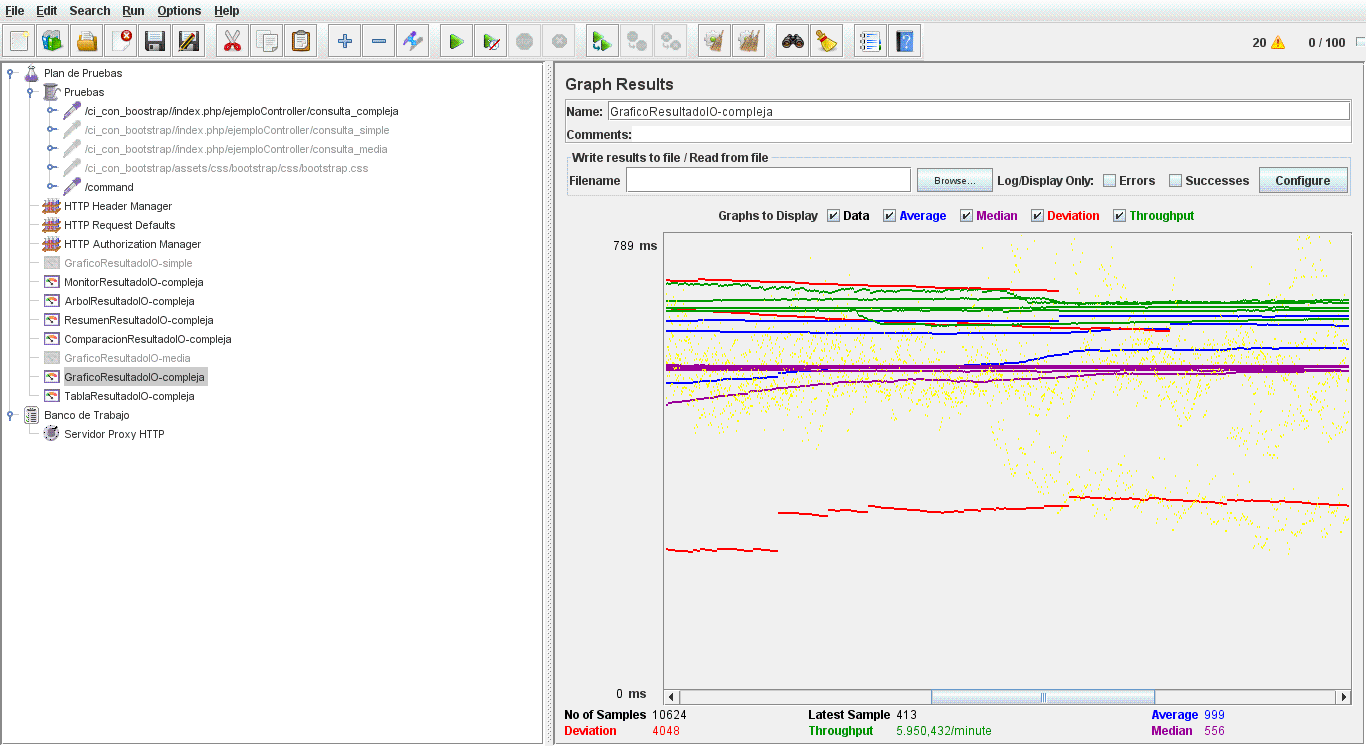 File Edit Search Run Options Help
20 0 / 100
Plan de Pruebas
Pruebas
/ci_con_boostrap//index.php/ejemploController/consulta_compleja
/ci_con_bootstrap//index.php/ejemploController/consulta_simple
/ci_con_bootstrap//index.php/ejemploController/consulta_media
/ci_con_bootstrap/assets/css/bootstrap/css/bootstrap.css
/command
HTTP Header Manager
HTTP Request Defaults
HTTP Authorization Manager
GraficoResultadoIO-simple
MonitorResultadoIO-compleja
ArbolResultadoIO-compleja
ResumenResultadoIO-compleja
ComparacionResultadoIO-compleja
GraficoResultadoIO-media
GraficoResultadoIO-compleja
TablaResultadoIO-compleja
Banco de Trabajo
Servidor Proxy HTTP
Graph Results
Name: GraficoResultadoIO-compleja
Comments:
Write results to file / Read from file
Filename Browse... Log/Display Only: Errors Successes Configure
Graphs to Display Data Average Median Deviation Throughput
789 ms
0 ms
No of Samples 10624 Latest Sample 413 Average 999
Deviation 4048 Throughput 5.950,432/minute Median 556